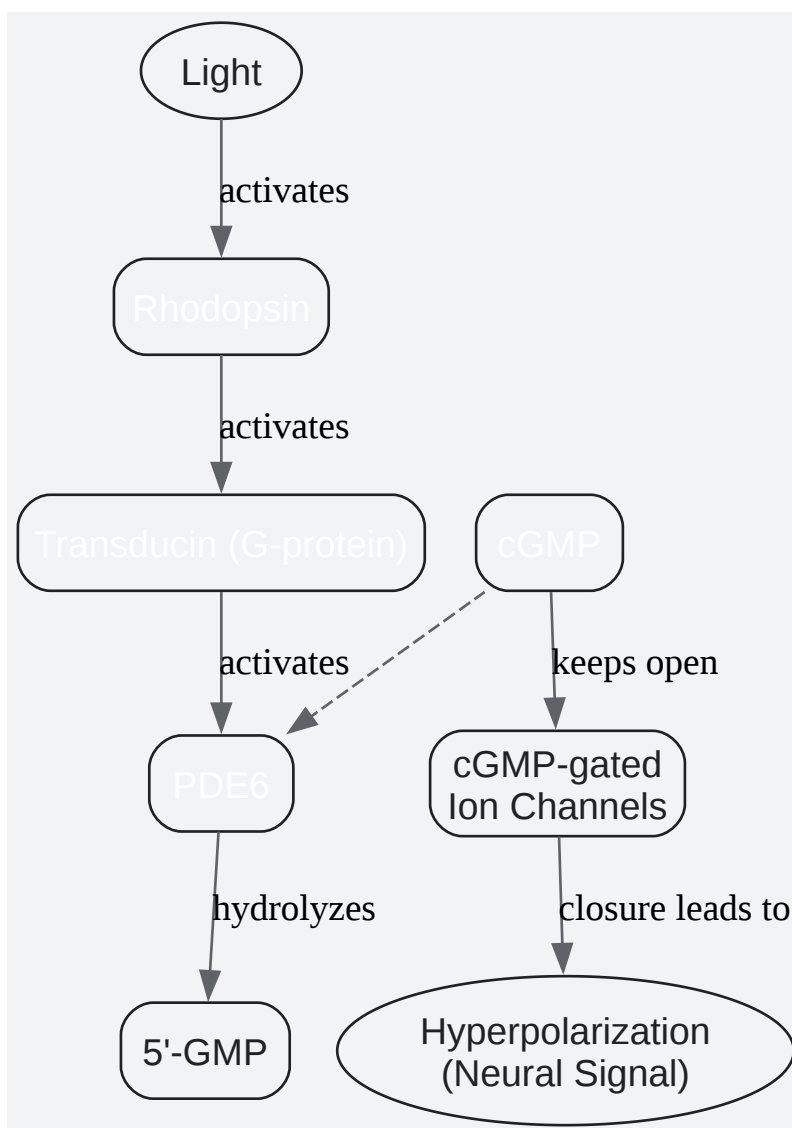 Light
activates
Rhodopsin
activates
Transducin (G-protein)
cGMP
activates
keeps open
PDE6
cGMP-gated
Ion Channels
hydrolyzes
closure leads to
5'-GMP
Hyperpolarization
(Neural Signal)